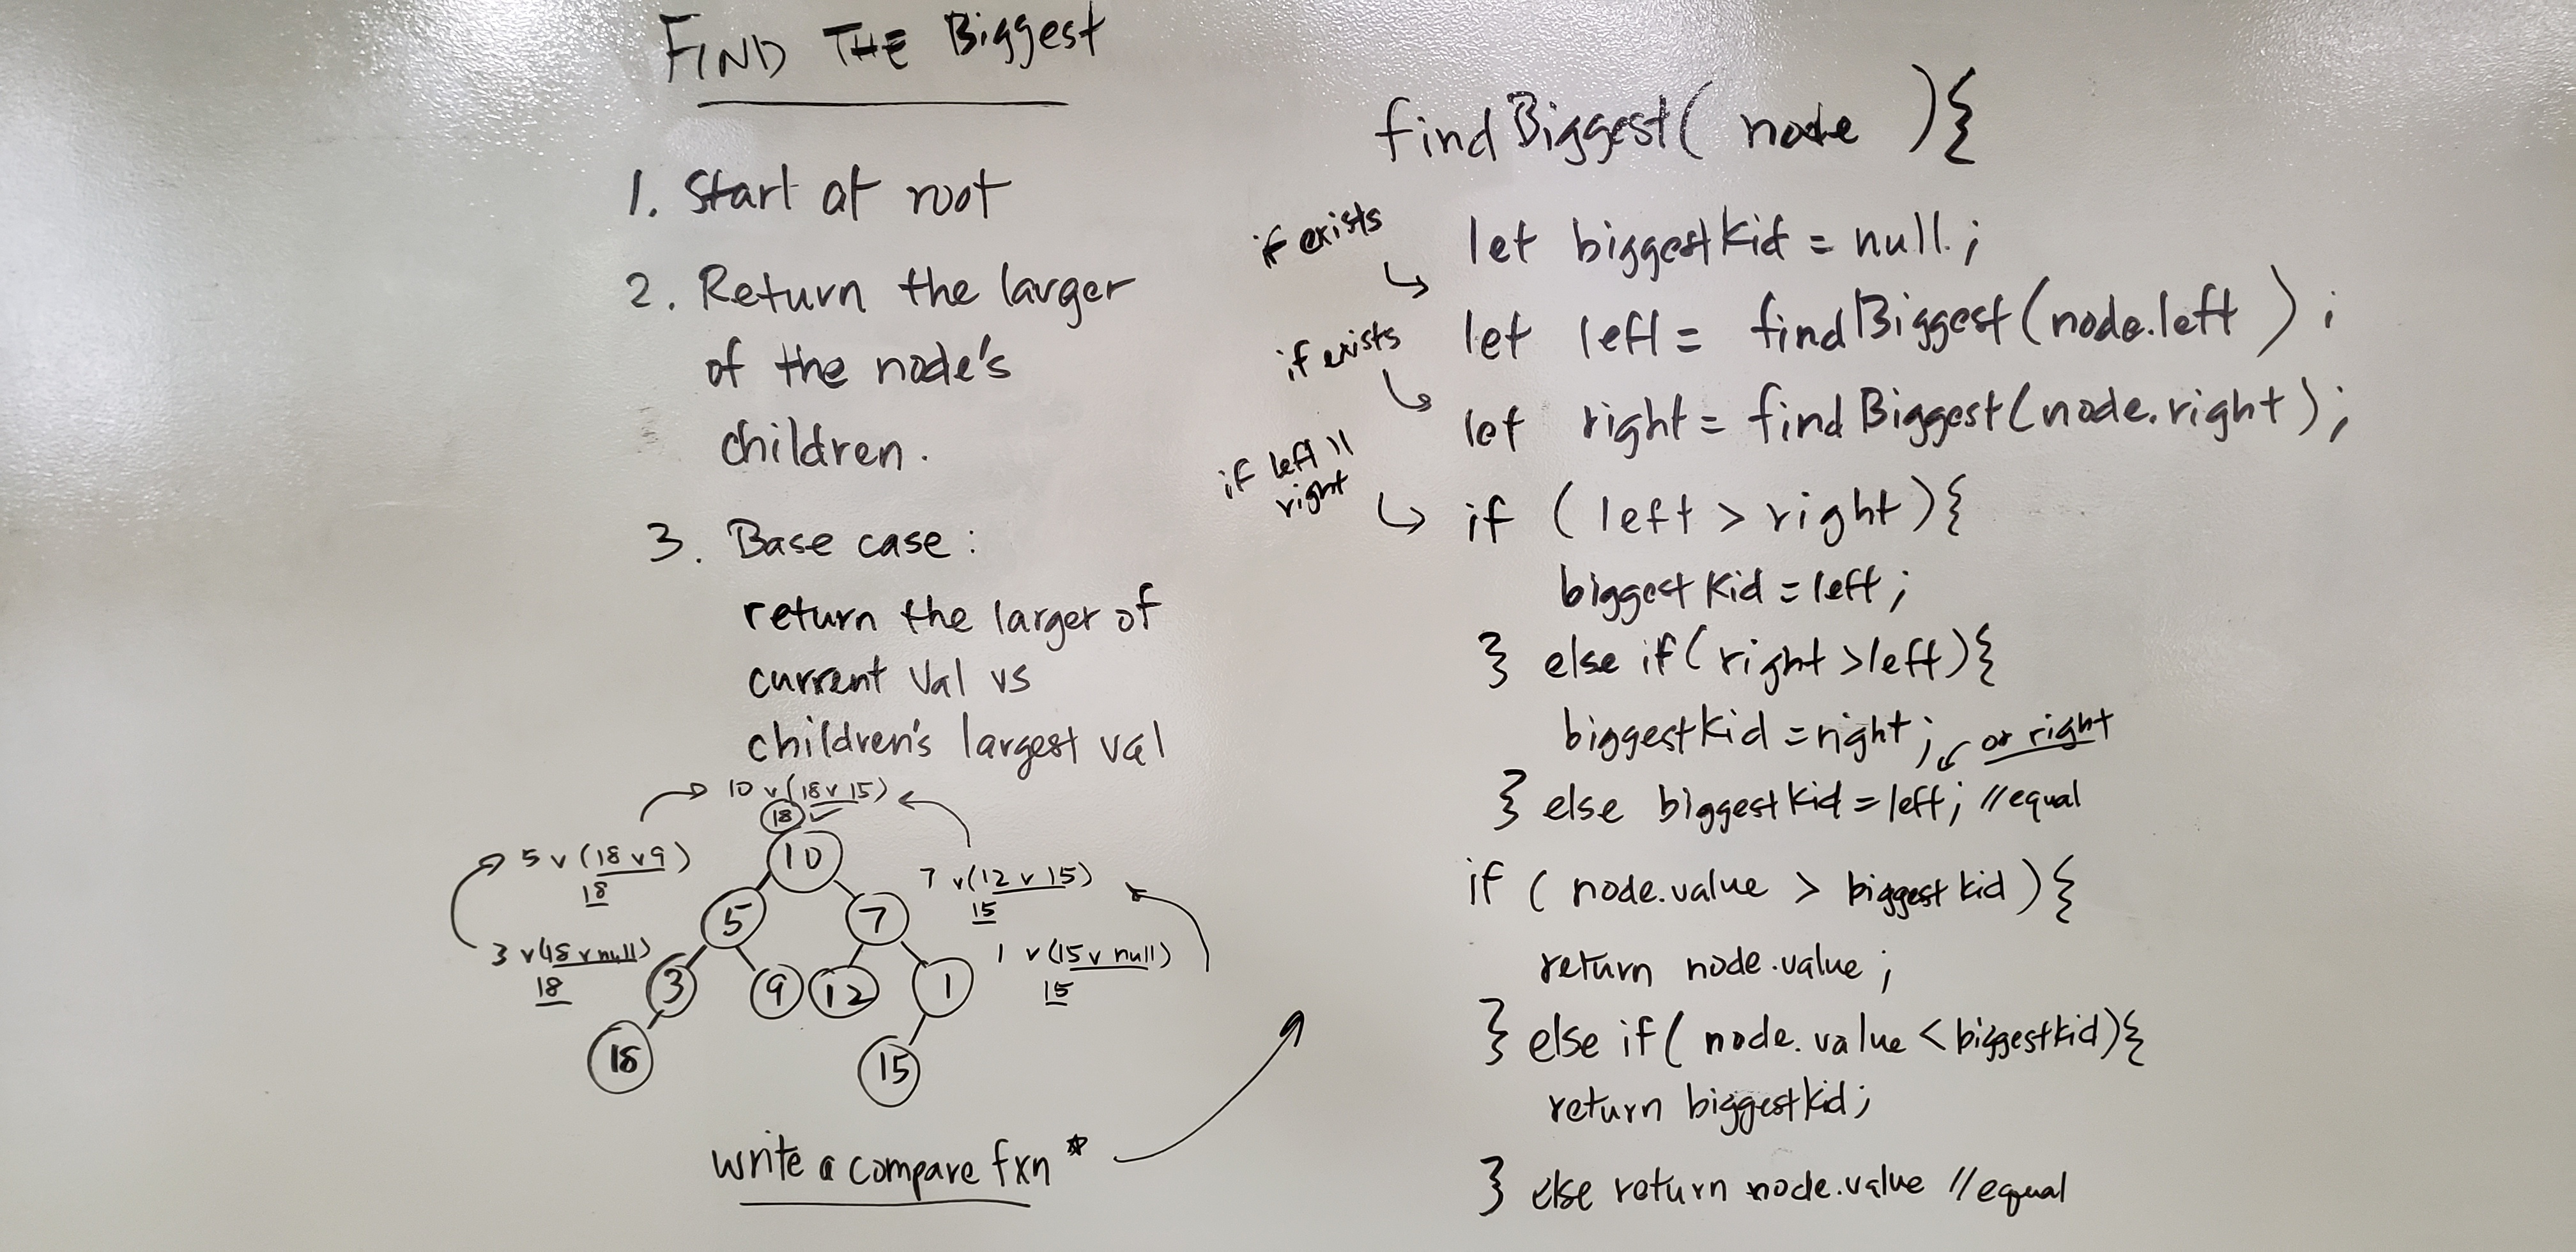 FIND THE Biggest
1. Start at root
2. Return the larger
of the node's
children.
3. Base case:
return the larger of
current val vs
children's largest val
10 v (18 v 15)
18
5 v (18 v 9)
18
7 v (12 v 15)
15
3 v (18 v null)
18
1 v (15 v null)
15
10
5
7
3
9
12
1
18
15
write a compare fxn *
findBiggest( node ){
let biggestKid = null;
if exists
let left = findBiggest(node.left);
if exists
let right = findBiggest(node.right);
if left ||
right
if (left > right){
biggestKid = left;
} else if (right > left){
biggestKid = right;
or right
} else biggestKid = left; //equal
if (node.value > biggestKid){
return node.value;
} else if( node.value < biggestKid){
return biggestKid;
} else return node.value //equal